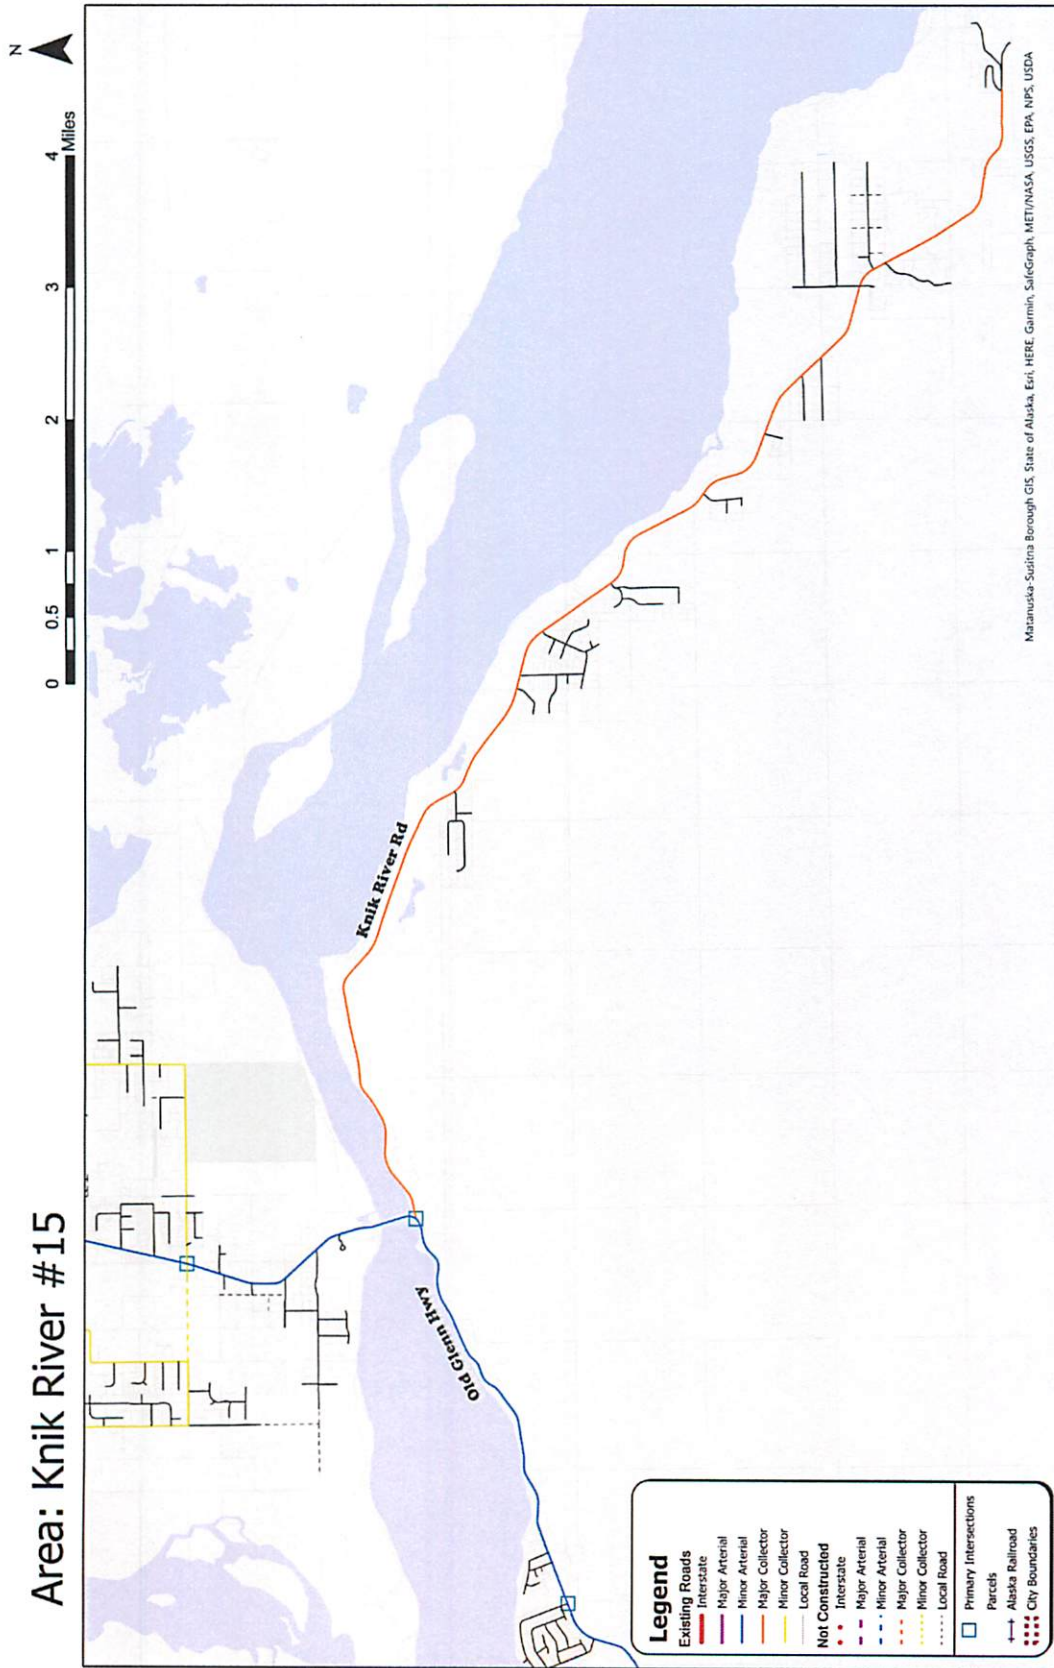 Area: Knik River #15
N
0 0.5 1 2 3 4
Miles
Knik River Rd
Old Glenn Hwy
Legend
Existing Roads
Interstate
Major Arterial
Minor Arterial
Major Collector
Minor Collector
Local Road
Not Constructed
Interstate
Major Arterial
Minor Arterial
Major Collector
Minor Collector
Local Road
Primary Intersections
Parcels
Alaska Railroad
City Boundaries
Matanuska-Susitna Borough GIS, State of Alaska, Esri, HERE, Garmin, SafeGraph, METI/NASA, USGS, EPA, NPS, USDA